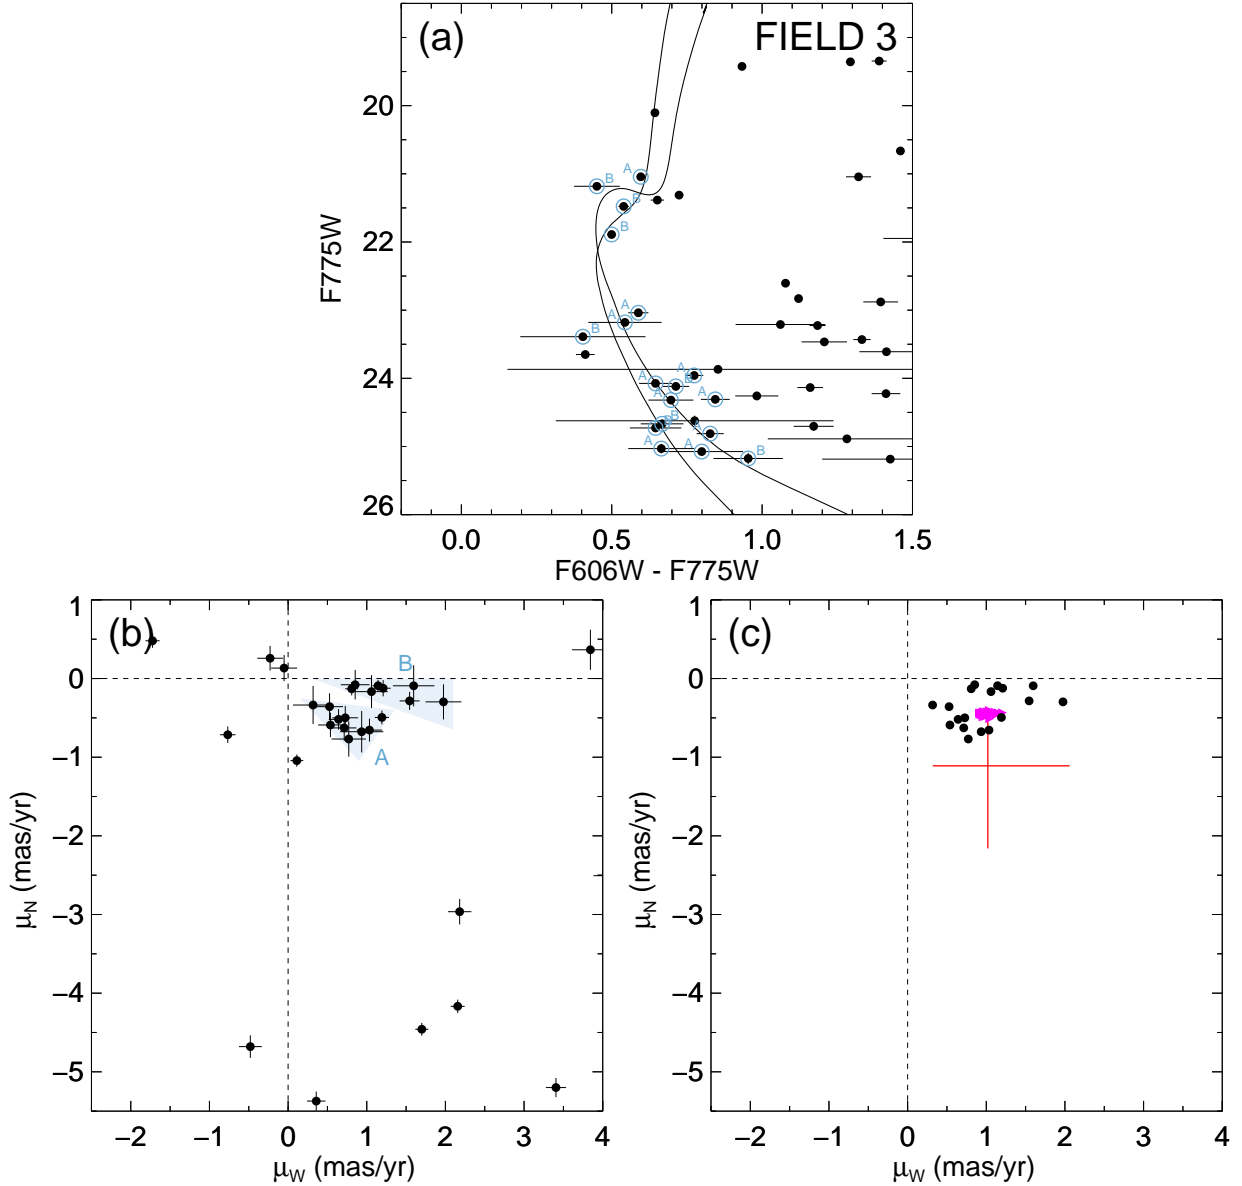 (a) FIELD 3
20
22
24
26
F775W
A
B
B
B
A
A
B
A
A
B
A
A
B
B
A
A
A
B
0.0 0.5 1.0 1.5
F606W - F775W
(b)
1
0
−1
−2
−3
−4
−5
μN (mas/yr)
B
A
−2 −1 0 1 2 3 4
μW (mas/yr)
(c)
1
0
−1
−2
−3
−4
−5
μN (mas/yr)
−2 −1 0 1 2 3 4
μW (mas/yr)